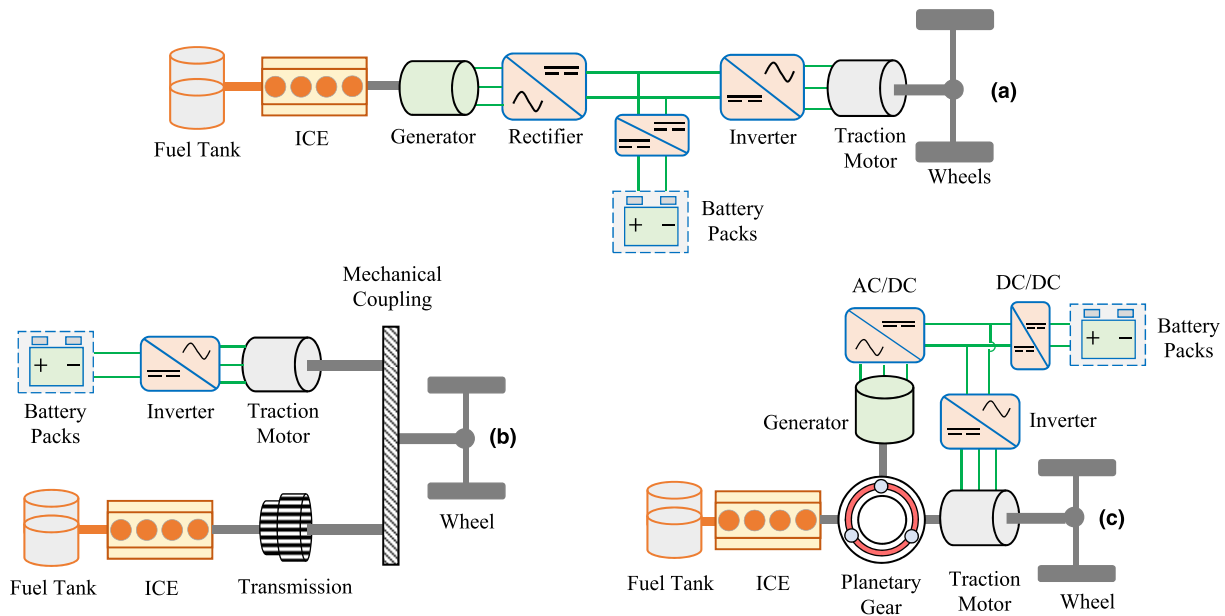 Fuel Tank
ICE
Generator
Rectifier
Inverter
Traction
Motor
(a)
Wheels
+ −
Battery
Packs
Mechanical
Coupling
+ −
Battery
Packs
Inverter
Traction
Motor
(b)
Wheel
Fuel Tank
ICE
Transmission
AC/DC
DC/DC
+ −
Battery
Packs
Generator
Inverter
(c)
Fuel Tank
ICE
Planetary
Gear
Traction
Motor
Wheel